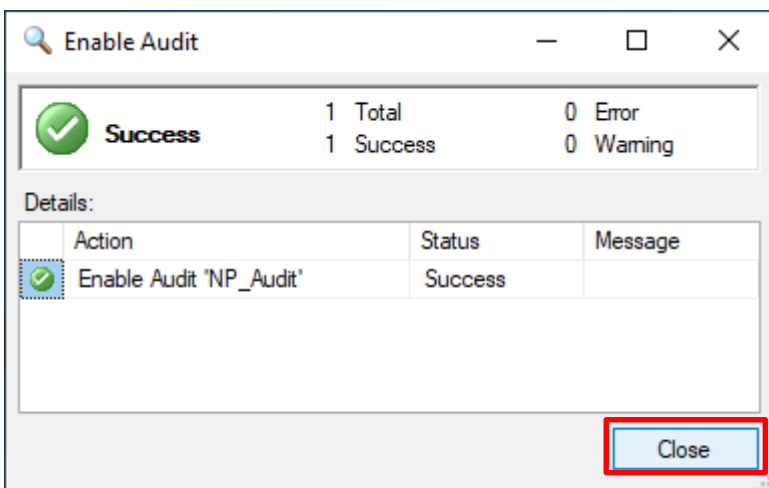 Enable Audit
Success
1 Total 0 Error
1 Success 0 Warning
Details:
Action Status Message
Enable Audit 'NP_Audit' Success
Close